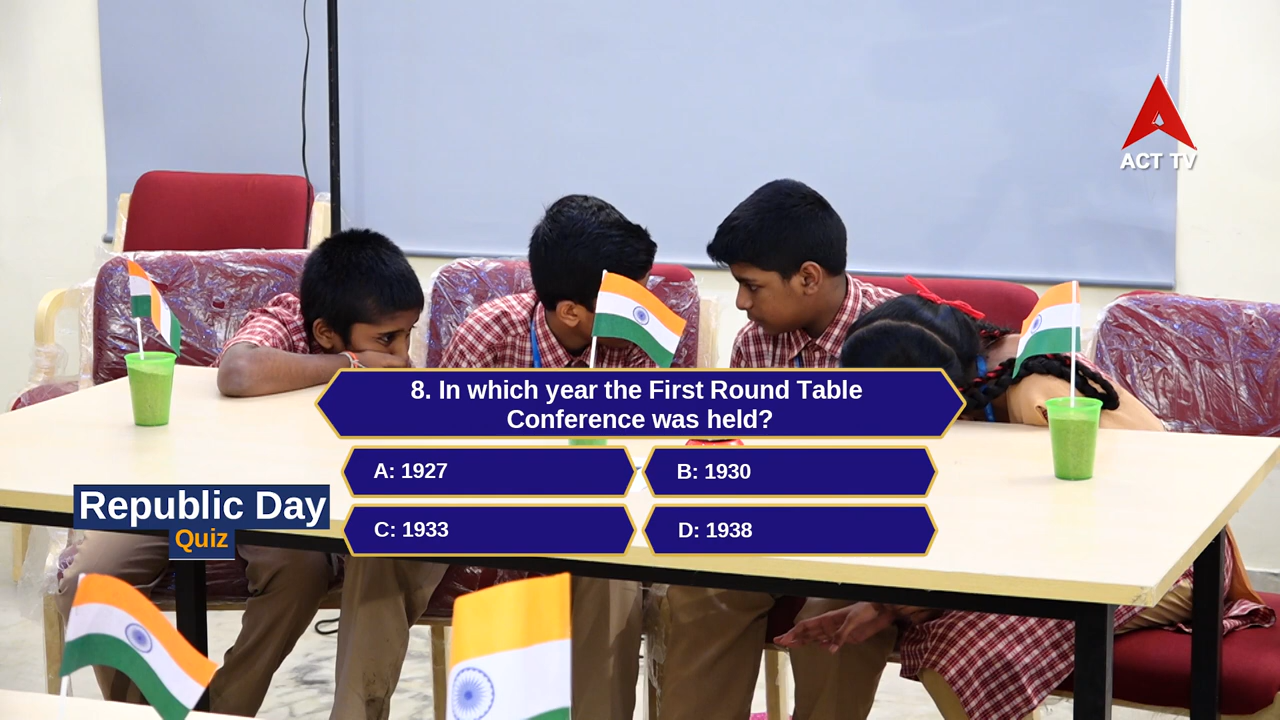 ACT TV
8. In which year the First Round Table
Conference was held?
A: 1927
B: 1930
C: 1933
D: 1938
Republic Day
Quiz